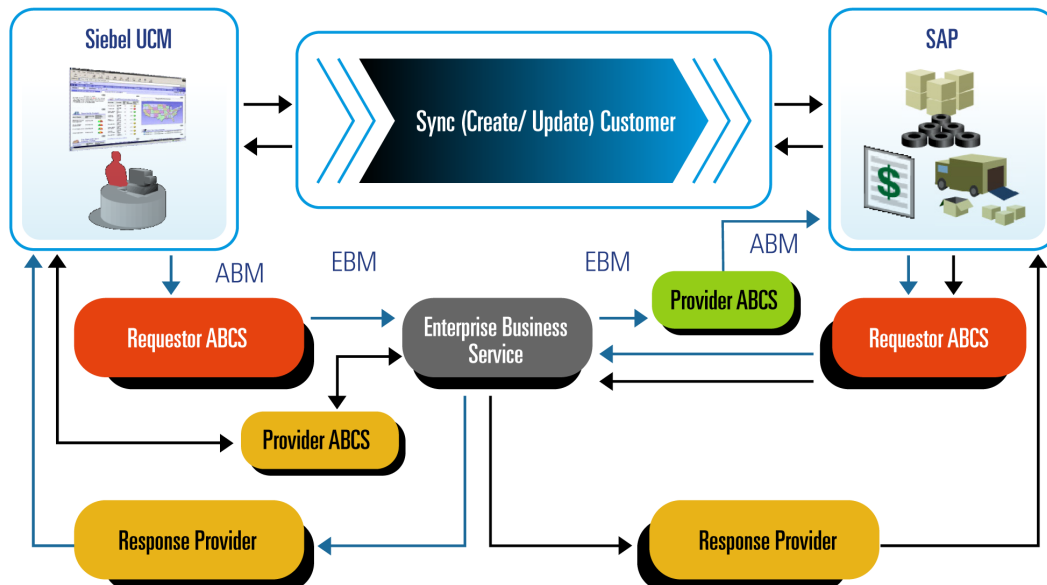 Siebel UCM
Sync (Create/ Update) Customer
SAP
$
ABM
EBM
EBM
ABM
Requestor ABCS
Enterprise Business
Service
Provider ABCS
Requestor ABCS
Provider ABCS
Response Provider
Response Provider